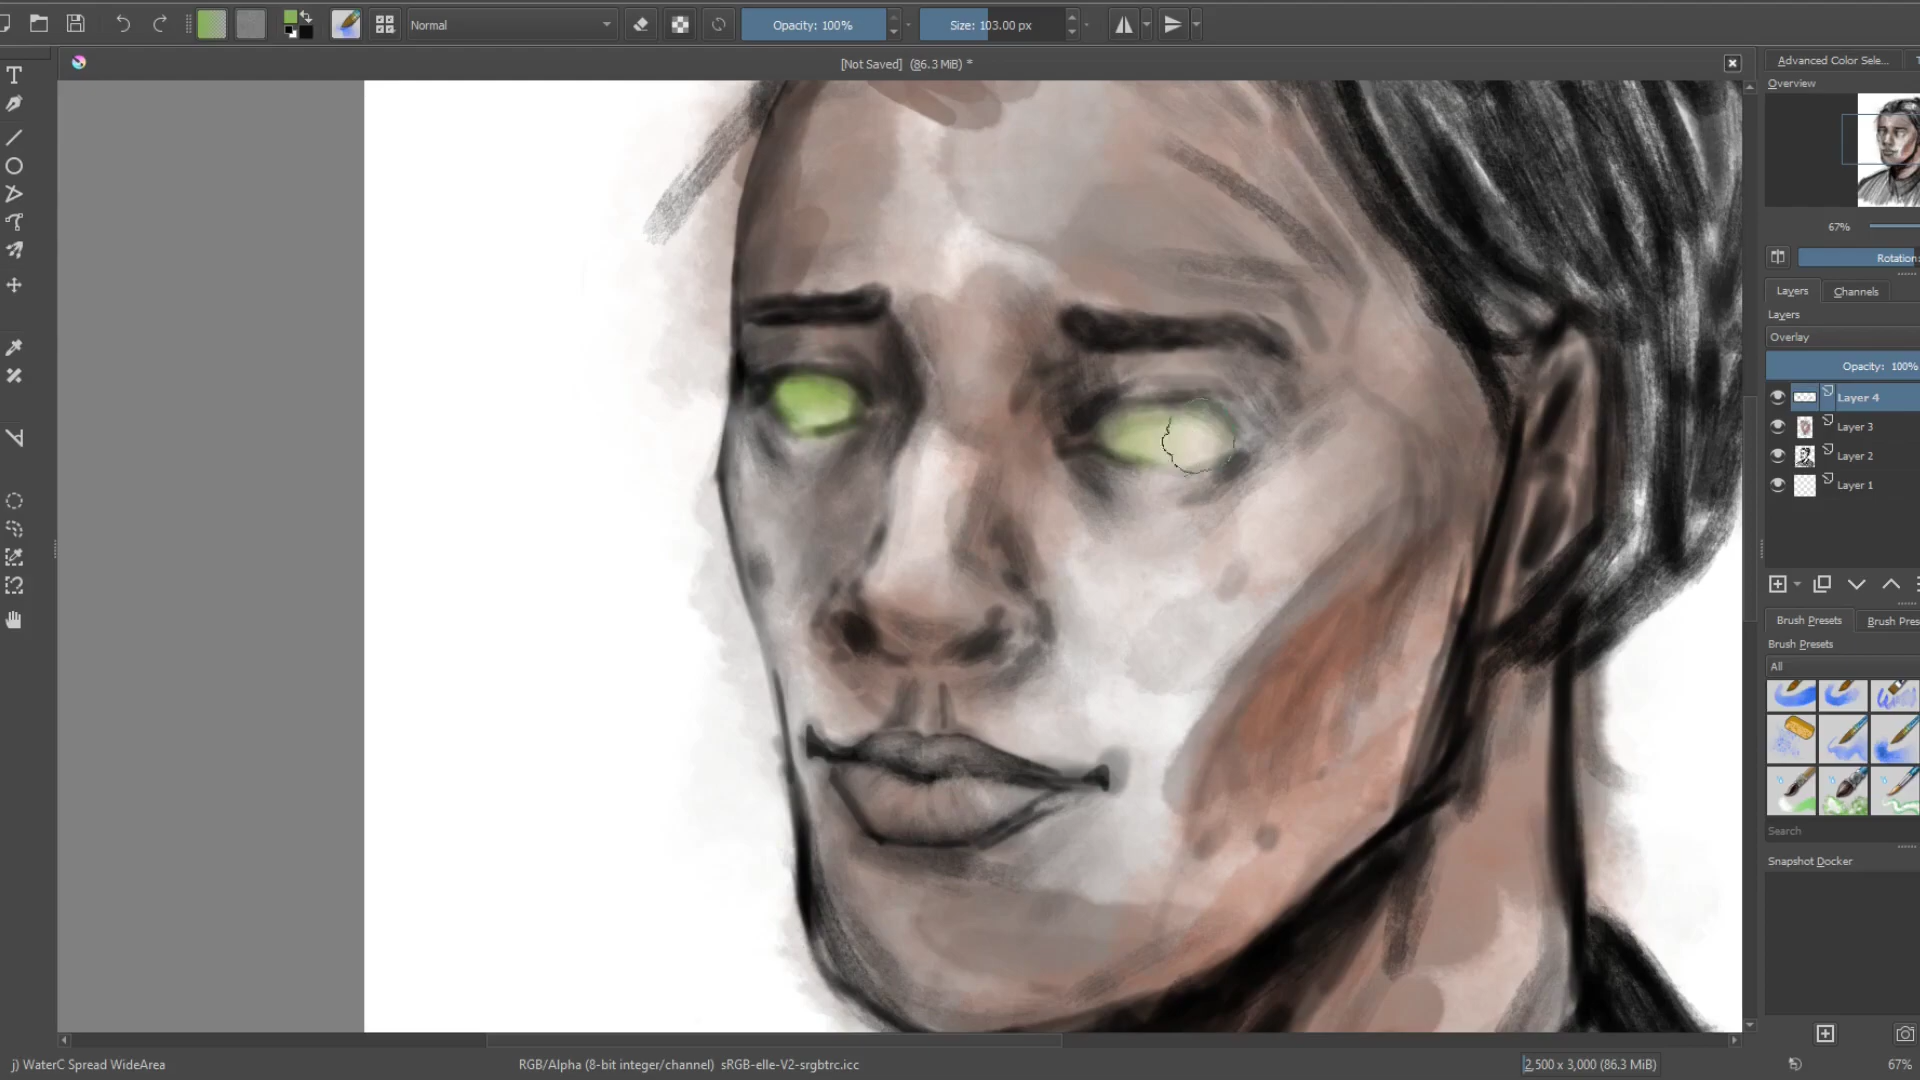 Normal
Opacity: 100%
Size: 103.00 px
[Not Saved] (86.3 MiB) *
Advanced Color Sele...
Overview
67%
Rotation:
Layers
Channels
Layers
Overlay
Opacity: 100%
Layer 4
Layer 3
Layer 2
Layer 1
Brush Presets
Brush Pres
Brush Presets
All
Search
Snapshot Docker
j) WaterC Spread WideArea
RGB/Alpha (8-bit integer/channel) sRGB-elle-V2-srgbtrc.icc
2,500 x 3,000 (86.3 MiB)
67%